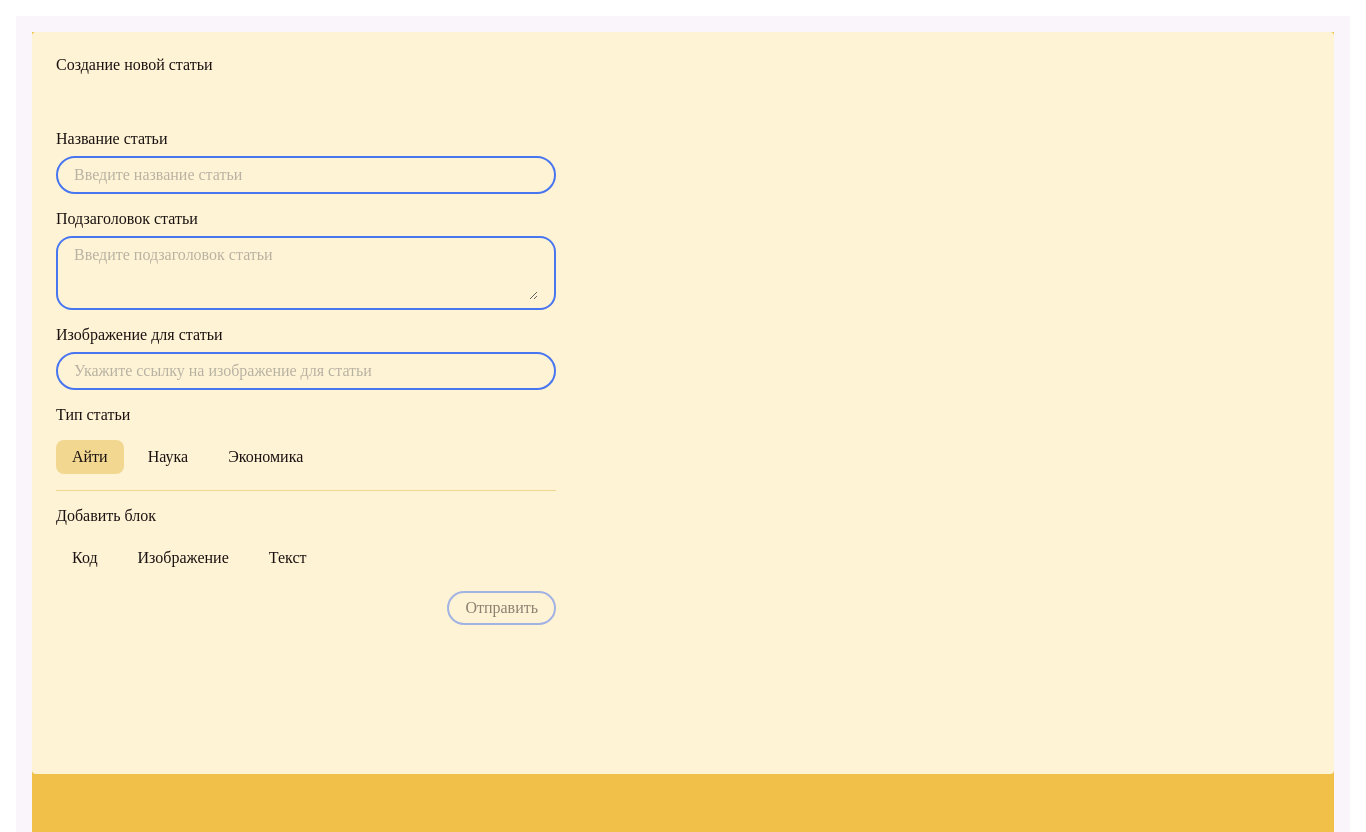 Создание новой статьи
Название статьи
Введите название статьи
Подзаголовок статьи
Введите подзаголовок статьи
Изображение для статьи
Укажите ссылку на изображение для статьи
Тип статьи
Айти Наука Экономика
Добавить блок
Код Изображение Текст
Отправить